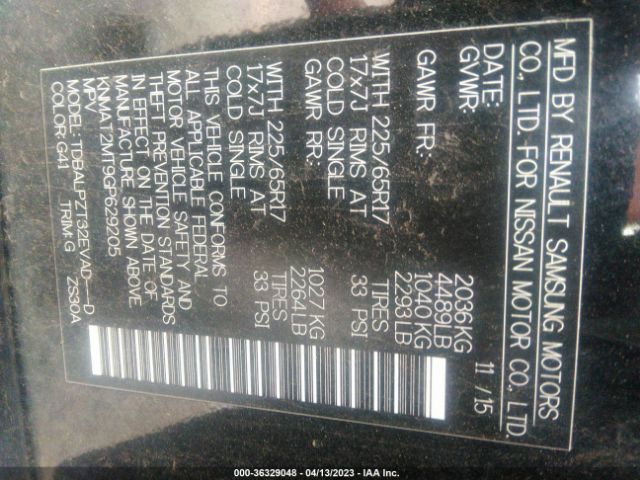 MFD BY RENAULT SAMSUNG MOTORS
CO., LTD. FOR NISSAN MOTOR CO., LTD.
DATE: 11 /15
GVWR: 2036KG
4489LB
GAWR FR: 1040KG
2293LB
WITH 225/65R17 TIRES
17x7J RIMS AT 33 PSI
COLD SINGLE
GAWR RR: 1027KG
2264LB
WITH 225/65R17 TIRES
17x7J RIMS AT 33 PSI
COLD SINGLE
THIS VEHICLE CONFORMS TO
ALL APPLICABLE FEDERAL
MOTOR VEHICLE SAFETY AND
THEFT PREVENTION STANDARDS
IN EFFECT ON THE DATE OF
MANUFACTURE SHOWN ABOVE
KNMAT2MT9GP629205
MPV
MODEL: TDEALPZT32EVAD---D
COLOR:G41 TRIM:G ZS30A
000-36329048 - 04/13/2023 - IAA Inc.